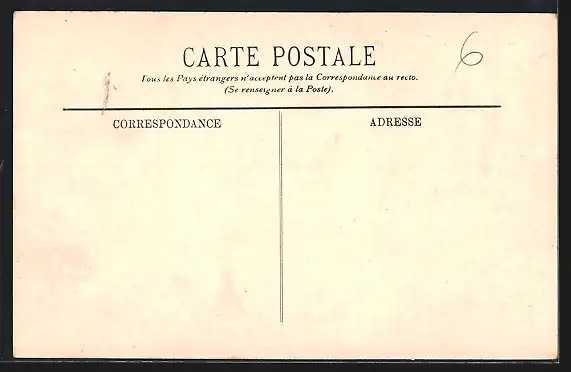 6
CARTE POSTALE
Tous les Pays étrangers n'acceptent pas la Correspondance au recto.
(Se renseigner à la Poste).
CORRESPONDANCE
ADRESSE